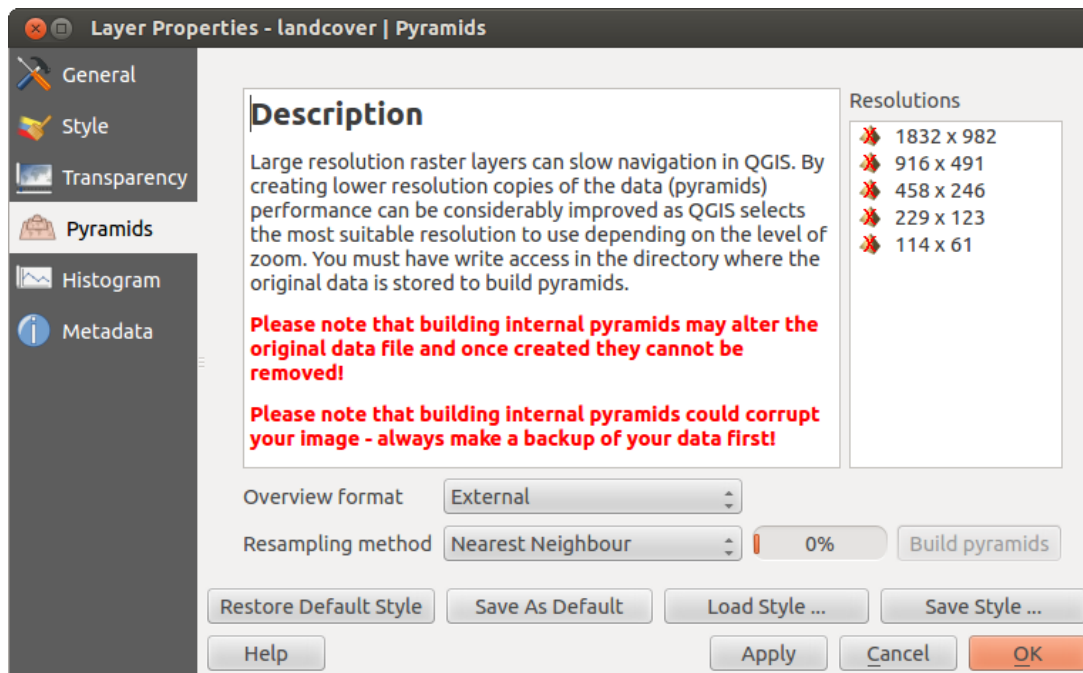 Layer Properties - landcover | Pyramids
General
Style
Transparency
Pyramids
Histogram
Metadata
Description
Large resolution raster layers can slow navigation in QGIS. By
creating lower resolution copies of the data (pyramids)
performance can be considerably improved as QGIS selects
the most suitable resolution to use depending on the level of
zoom. You must have write access in the directory where the
original data is stored to build pyramids.
Please note that building internal pyramids may alter the
original data file and once created they cannot be
removed!
Please note that building internal pyramids could corrupt
your image - always make a backup of your data first!
Resolutions
1832 x 982
916 x 491
458 x 246
229 x 123
114 x 61
Overview format External
Resampling method Nearest Neighbour 0% Build pyramids
Restore Default Style Save As Default Load Style ... Save Style ...
Help Apply Cancel OK